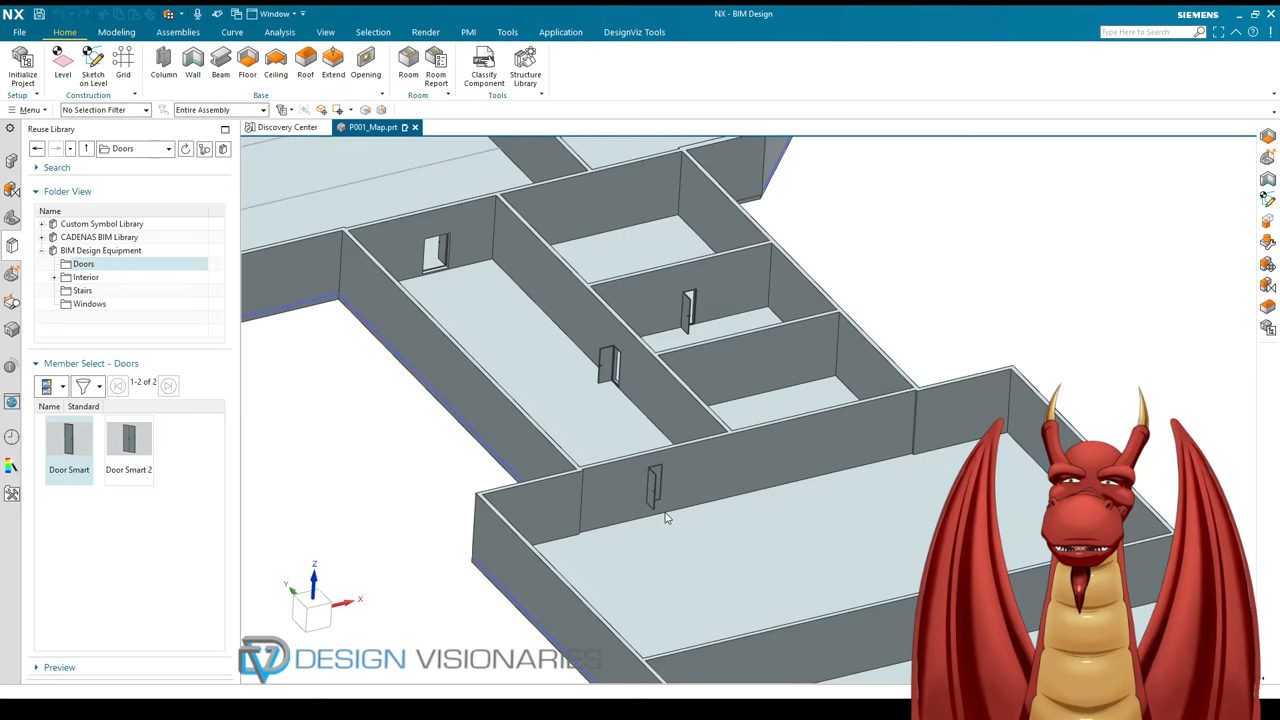 NX
Window
NX - BIM Design
SIEMENS
File Home Modeling Assemblies Curve Analysis View Selection Render PMI Tools Application DesignViz Tools
Type Here to Search
Initialize Project
Level
Sketch on Level
Grid
Column
Wall
Beam
Floor
Ceiling
Roof
Extend
Opening
Room
Room Report
Classify Component
Structure Library
Setup
Construction
Base
Room
Tools
Menu
No Selection Filter
Entire Assembly
Reuse Library
Discovery Center
P001_Map.prt
Doors
Search
Folder View
Name
Custom Symbol Library
CADENAS BIM Library
BIM Design Equipment
Doors
Interior
Stairs
Windows
Member Select - Doors
1-2 of 2
Name Standard
Door Smart
Door Smart 2
Preview
Z
Y
X
DV DESIGN VISIONARIES